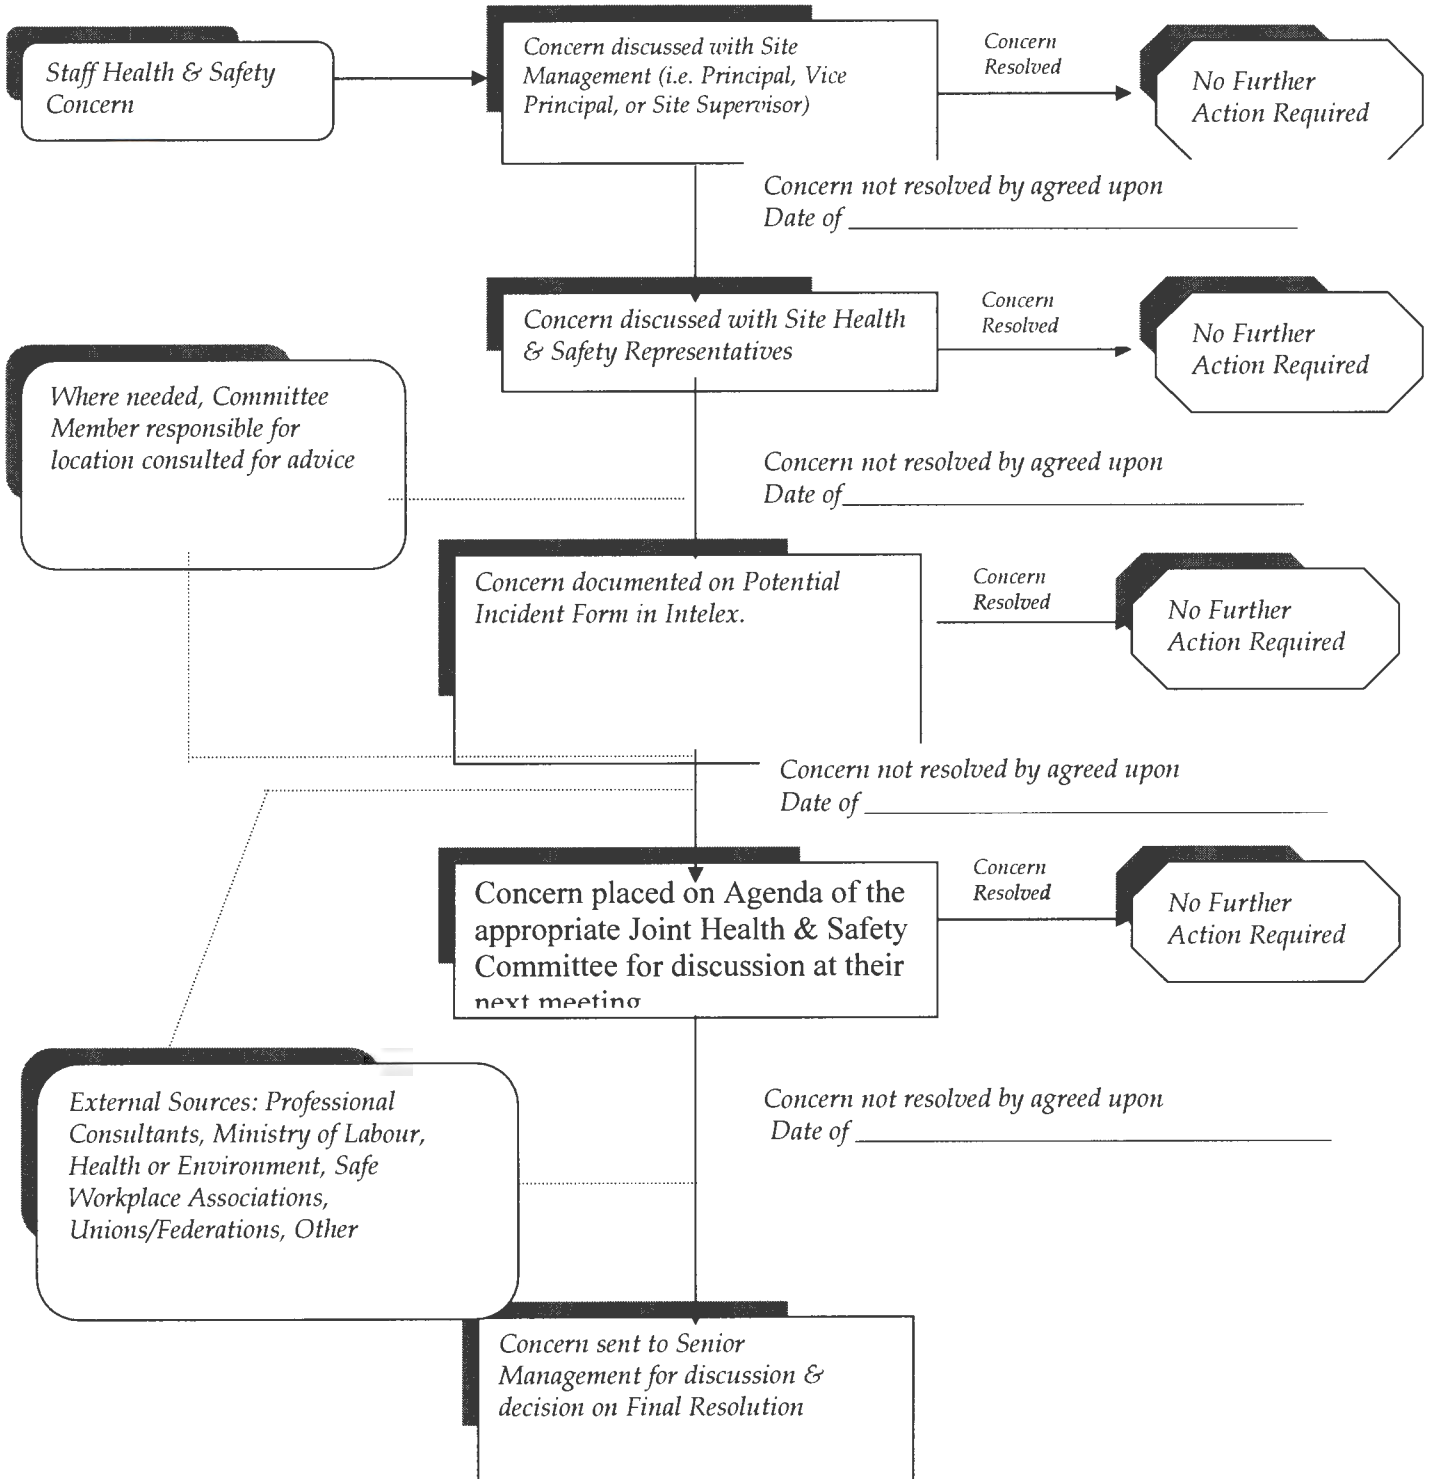 Staff Health & Safety
Concern
Concern discussed with Site
Management (i.e. Principal, Vice
Principal, or Site Supervisor)
Concern
Resolved
No Further
Action Required
Concern not resolved by agreed upon
Date of
Concern discussed with Site Health
& Safety Representatives
Concern
Resolved
No Further
Action Required
Where needed, Committee
Member responsible for
location consulted for advice
Concern not resolved by agreed upon
Date of
Concern documented on Potential
Incident Form in Intelex.
Concern
Resolved
No Further
Action Required
Concern not resolved by agreed upon
Date of
Concern placed on Agenda of the
appropriate Joint Health & Safety
Committee for discussion at their
next meeting
Concern
Resolved
No Further
Action Required
External Sources: Professional
Consultants, Ministry of Labour,
Health or Environment, Safe
Workplace Associations,
Unions/Federations, Other
Concern not resolved by agreed upon
Date of
Concern sent to Senior
Management for discussion &
decision on Final Resolution